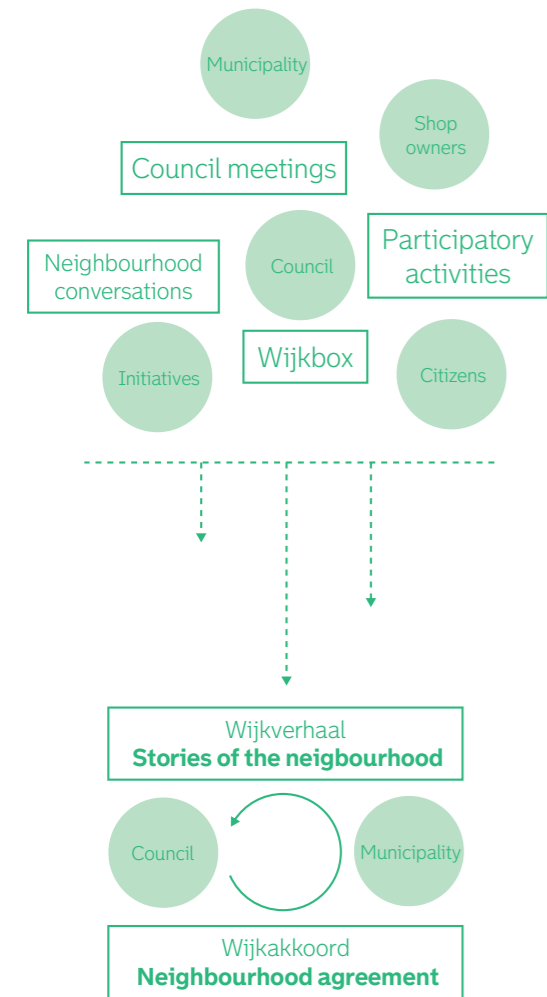 Municipality
Shop
owners
Council meetings
Participatory
activities
Neighbourhood
conversations
Council
Wijkbox
Initiatives
Citizens
Wijkverhaal
Stories of the neigbourhood
Council
Municipality
Wijkakkoord
Neighbourhood agreement